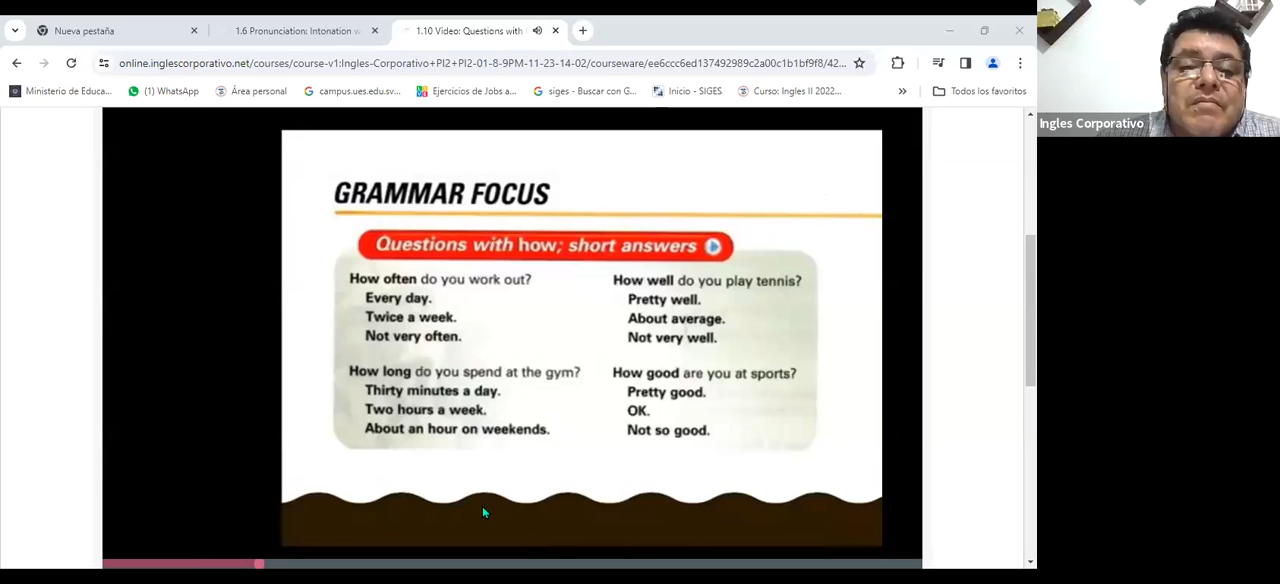 Nueva pestaña
1.6 Pronunciation: Intonation w
1.10 Video: Questions with
online.inglescorporativo.net/courses/course-v1:Ingles-Corporativo+PI2+PI2-01-8-9PM-11-23-14-02/courseware/ee6ccc6ed137492989c2a00c1b1bf9f8/42...
Ministerio de Educa...
(1) WhatsApp
Área personal
campus.ues.edu.sv...
Ejercicios de Jobs a...
siges - Buscar con G...
Inicio - SIGES
Curso: Ingles II 2022...
»
Todos los favoritos
Ingles Corporativo
GRAMMAR FOCUS
Questions with how; short answers
How often do you work out?
Every day.
Twice a week.
Not very often.
How long do you spend at the gym?
Thirty minutes a day.
Two hours a week.
About an hour on weekends.
How well do you play tennis?
Pretty well.
About average.
Not very well.
How good are you at sports?
Pretty good.
OK.
Not so good.